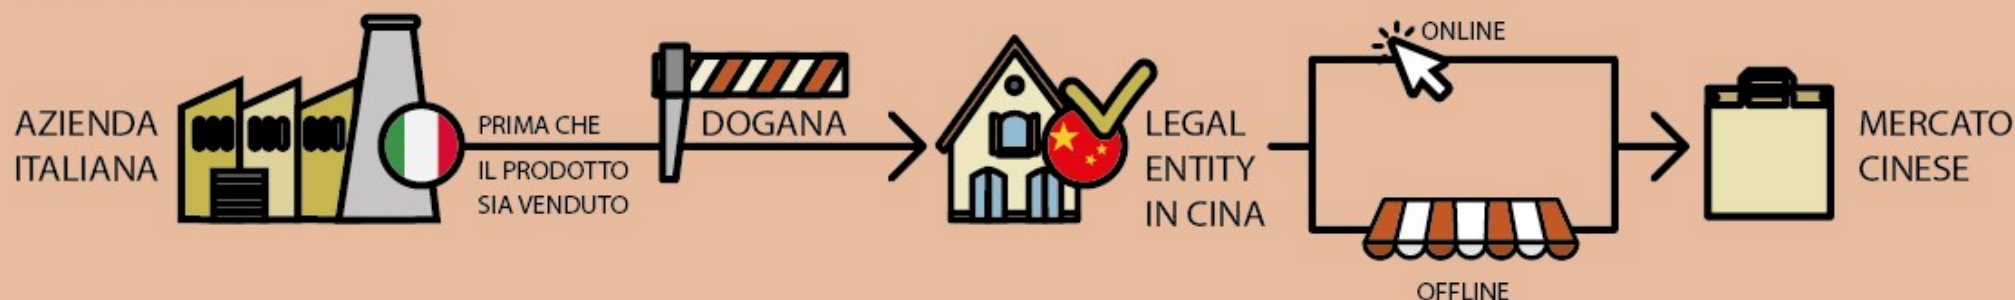 AZIENDA
ITALIANA
PRIMA CHE
IL PRODOTTO
SIA VENDUTO
DOGANA
LEGAL
ENTITY
IN CINA
ONLINE
OFFLINE
MERCATO
CINESE